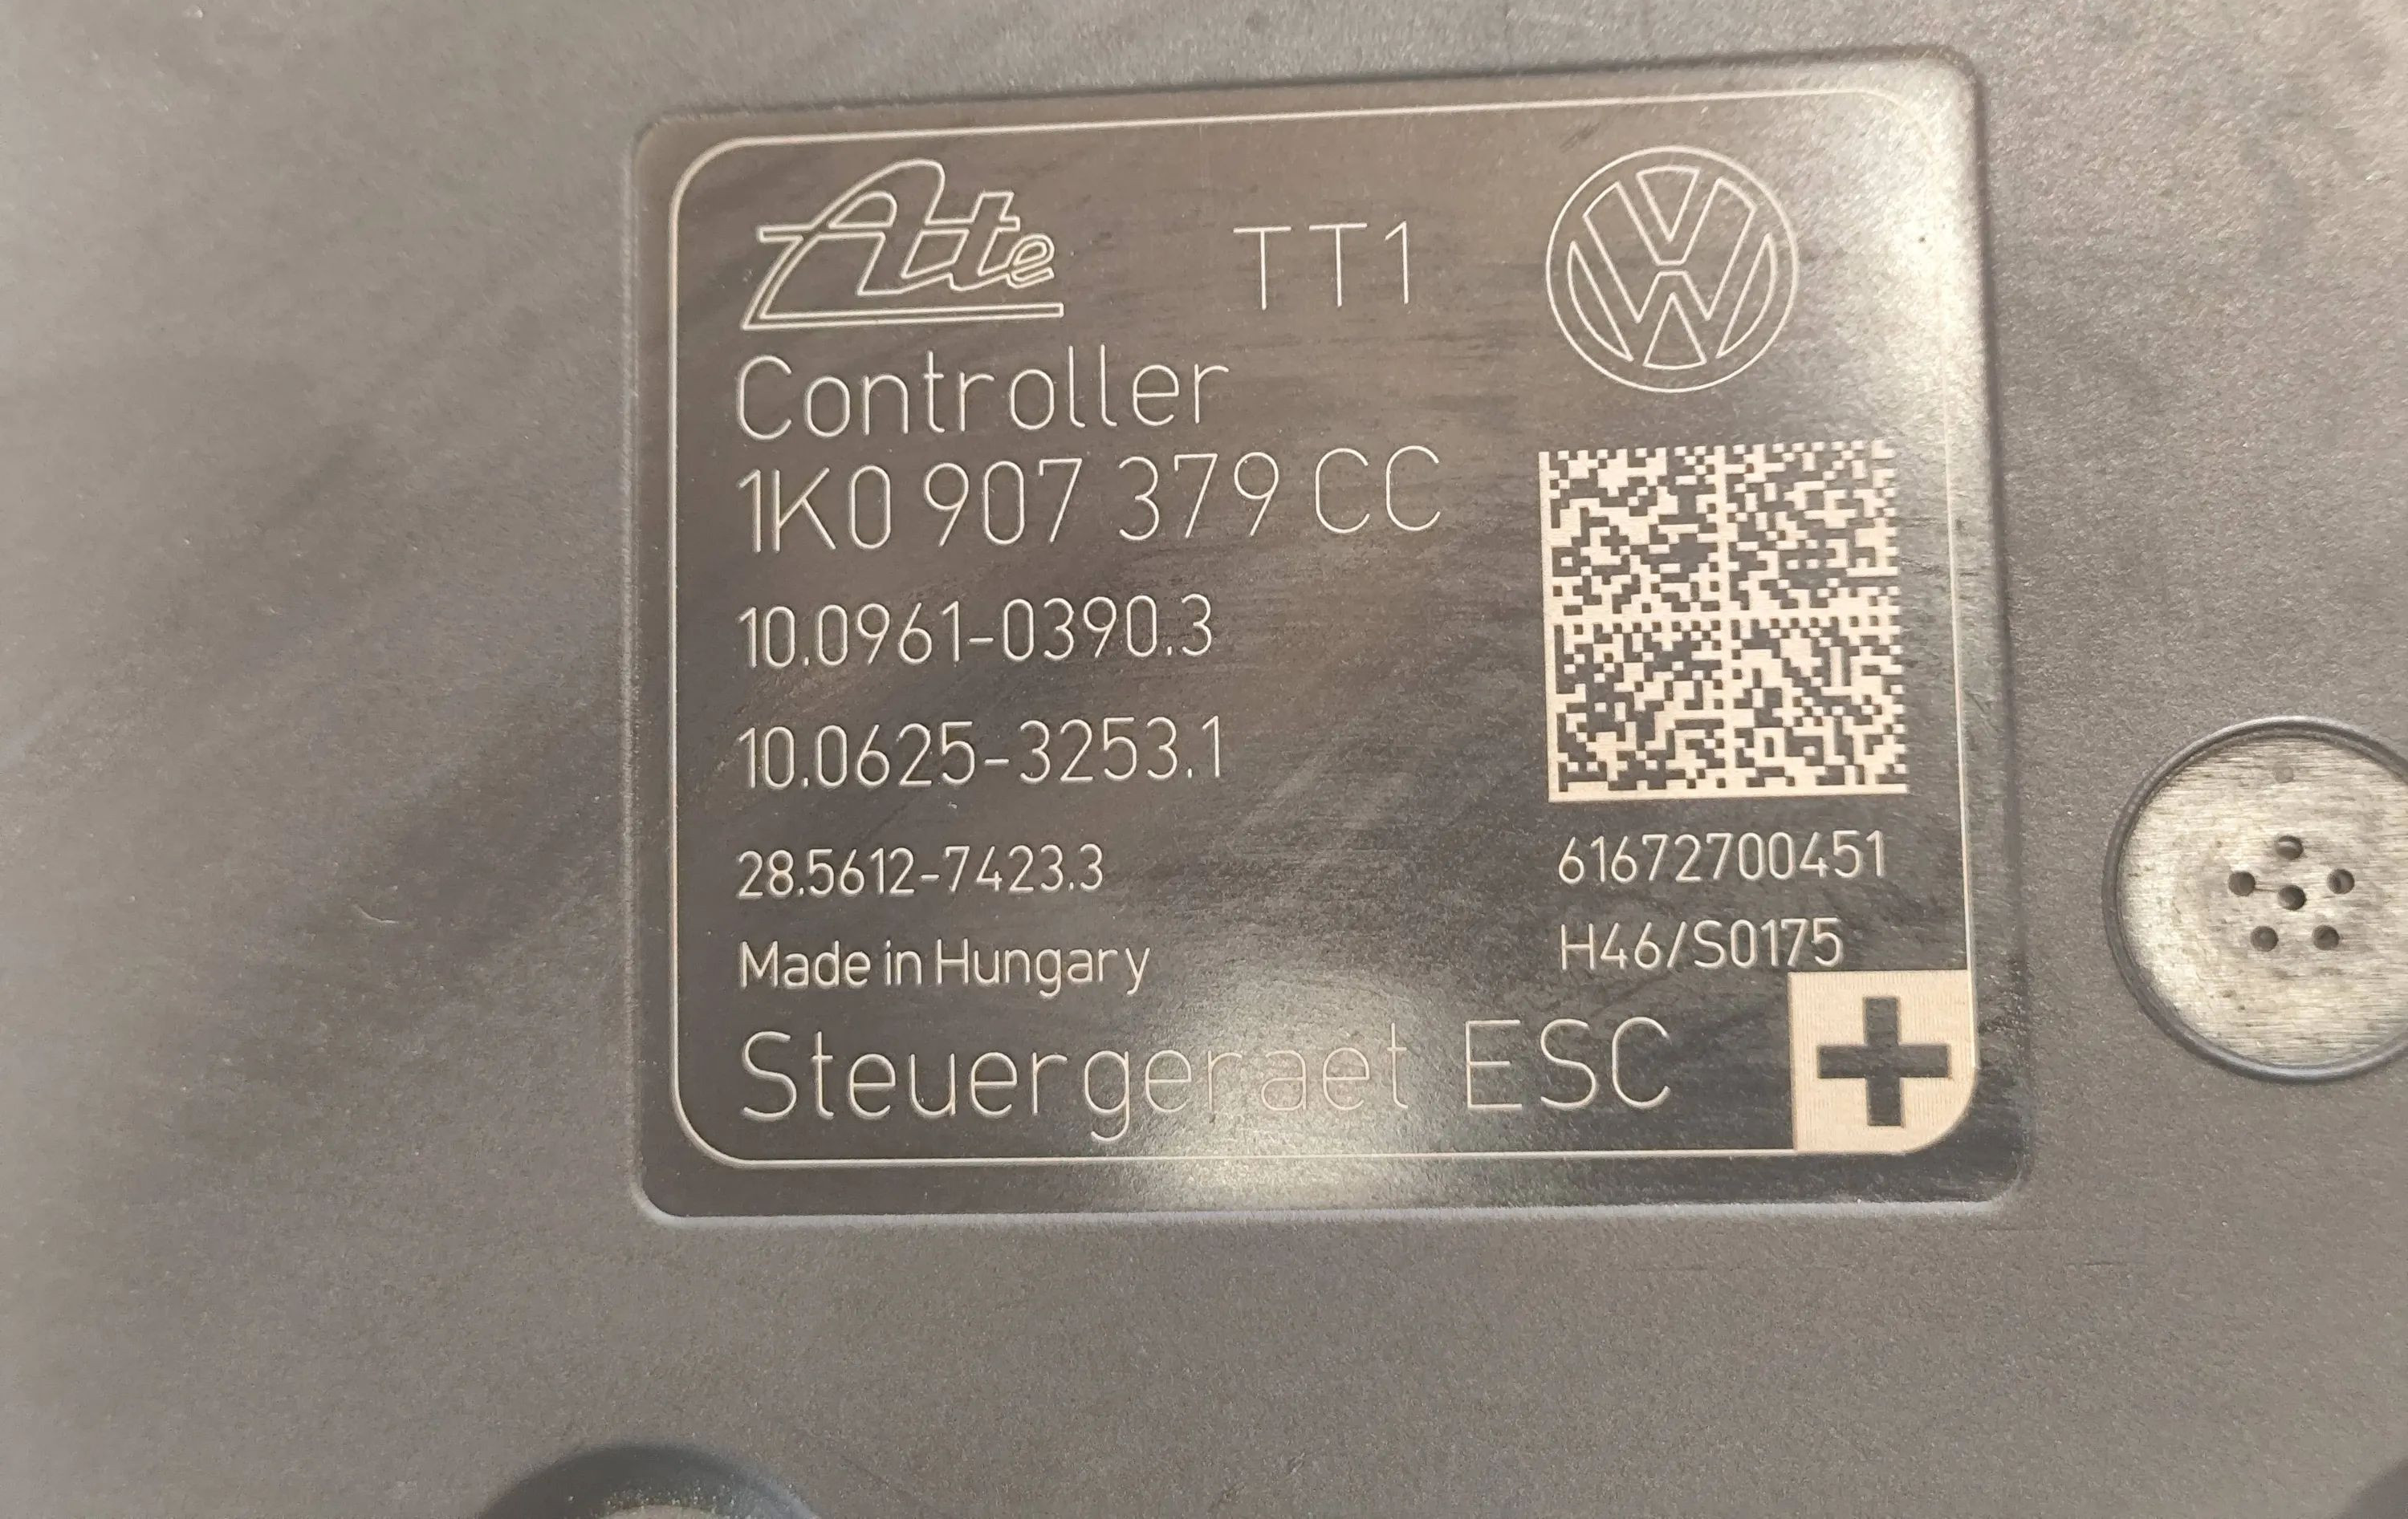 Ate TT1
Controller
1K0 907 379 CC
10.0961-0390.3
10.0625-3253.1
28.5612-7423.3
61672700451
Made in Hungary
H46/S0175
Steuergeraet ESC